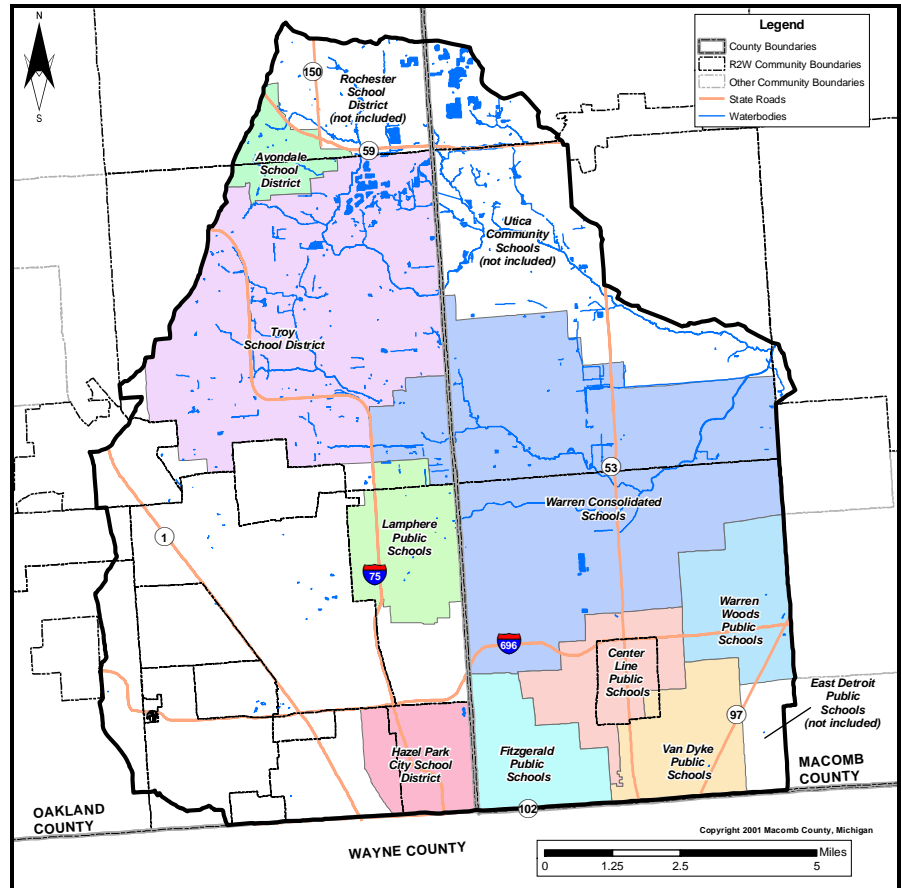 N
S
Legend
County Boundaries
R2W Community Boundaries
Other Community Boundaries
State Roads
Waterbodies
150
Rochester
School
District
(not included)
59
Avondale
School
District
Utica
Community
Schools
(not included)
Troy
School District
53
Warren Consolidated
Schools
1
Lamphere
Public
Schools
75
Warren
Woods
Public
Schools
696
Center
Line
Public
Schools
East Detroit
Public
Schools
(not included)
97
Hazel Park
City School
District
Fitzgerald
Public
Schools
Van Dyke
Public
Schools
MACOMB
COUNTY
102
OAKLAND
COUNTY
WAYNE COUNTY
Copyright 2001 Macomb County, Michigan
Miles
0 1.25 2.5 5